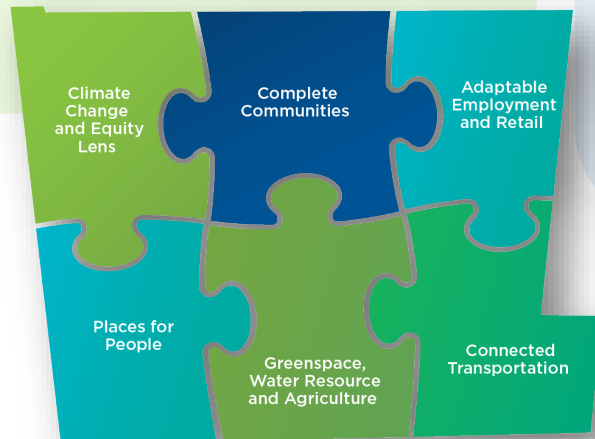 Climate
Change
and Equity
Lens
Complete
Communities
Adaptable
Employment
and Retail
Places for
People
Greenspace,
Water Resource
and Agriculture
Connected
Transportation